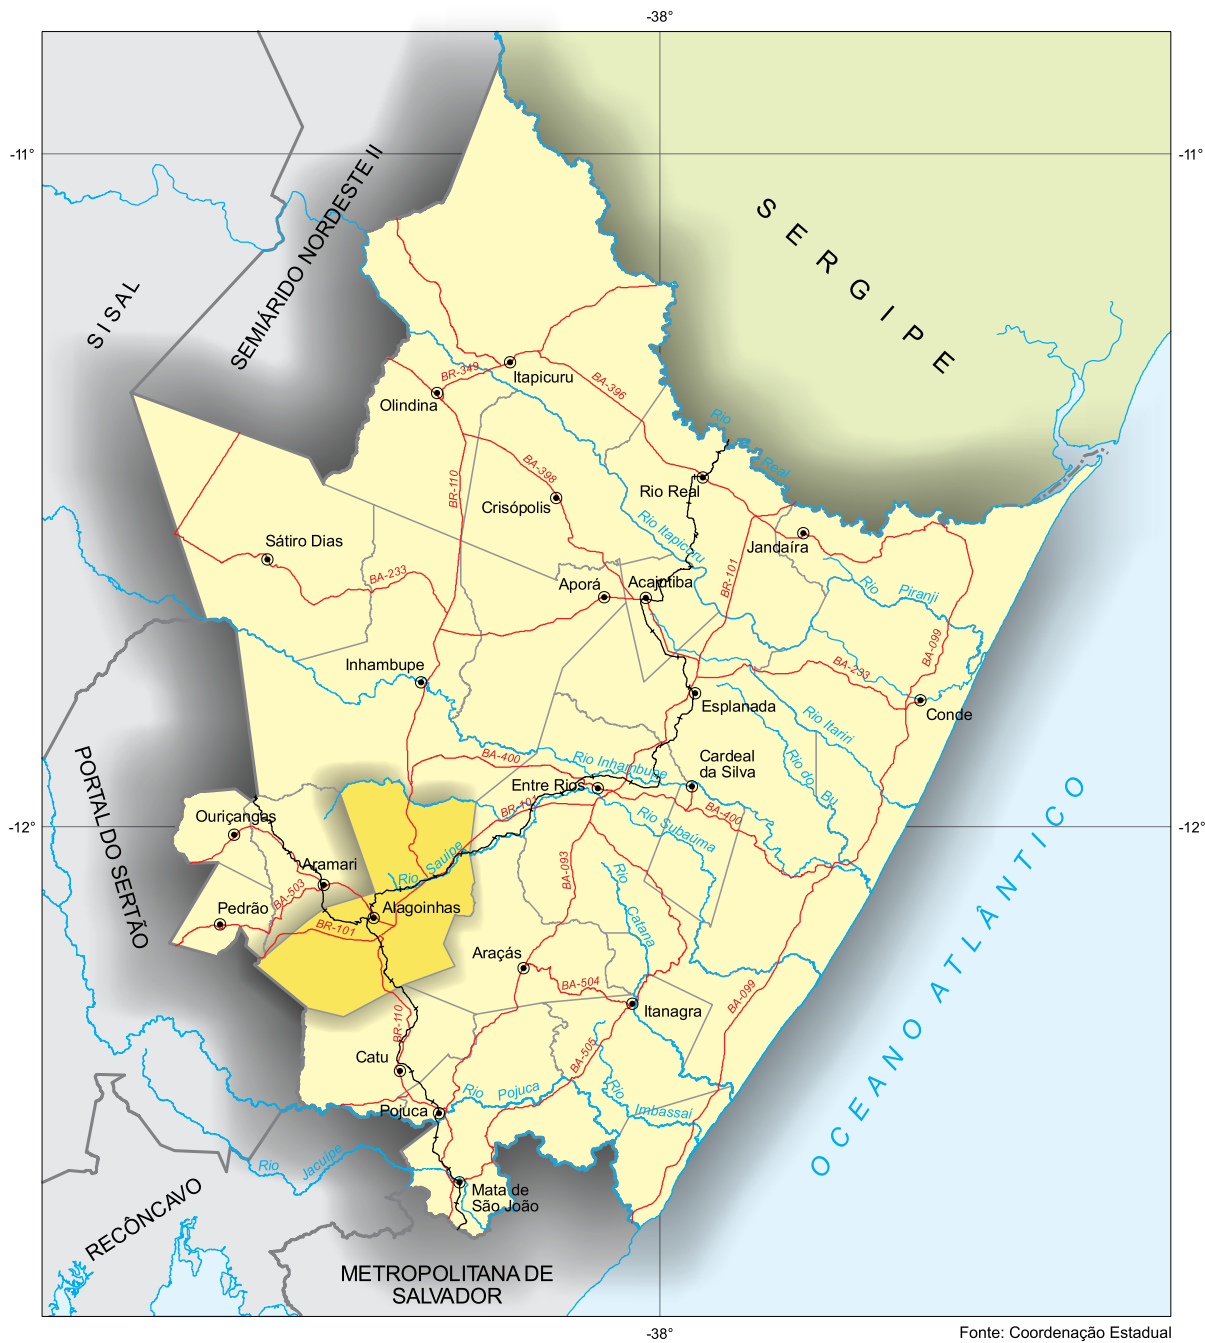 -38°
-11°
-11°
SERGIPE
SEMIÁRIDO NORDESTE II
SISAL
BR-349
Itapicuru
Olindina
BA-396
Rio
Real
BR-110
BA-398
Rio Real
Crisópolis
Rio Itapicuru
Jandaíra
Sátiro Dias
BA-233
Aporá
Acajutiba
BR-101
Rio
Piranji
BA-099
Inhambupe
BA-233
Esplanada
Conde
Rio Itariri
BA-400
Rio Inhambupe
Cardeal
da Silva
Rio do Bu
Entre Rios
PORTAL DO SERTÃO
BR-101
BA-400
Ouriçangas
Rio Subaúma
-12°
-12°
Aramari
Rio Sauípe
BA-093
Rio Catana
BA-503
Pedrão
Alagoinhas
BR-101
Araçás
OCEANO ATLÂNTICO
BA-504
Itanagra
BA-099
BR-110
Catu
BA-505
Rio Pojuca
Rio
Imbassaí
Pojuca
Rio
Jacuípe
Mata de
São João
RECÔNCAVO
METROPOLITANA DE
SALVADOR
-38°
Fonte: Coordenação Estadual